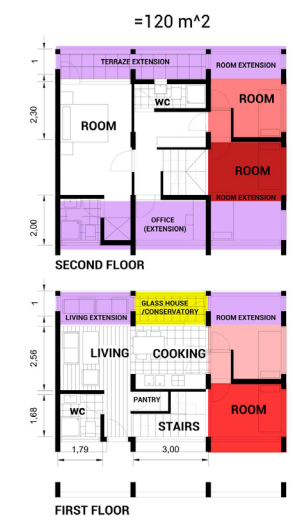 =120 m^2
TERRAZE EXTENSION
ROOM EXTENSION
1
WC
ROOM
2,30
ROOM
ROOM
ROOM EXTENSION
2,00
OFFICE
(EXTENSION)
SECOND FLOOR
1
GLASS HOUSE
/CONSERVATORY
LIVING EXTENSION
ROOM EXTENSION
2,56
LIVING
COOKING
PANTRY
ROOM
WC
1,68
STAIRS
1,79
3,00
FIRST FLOOR